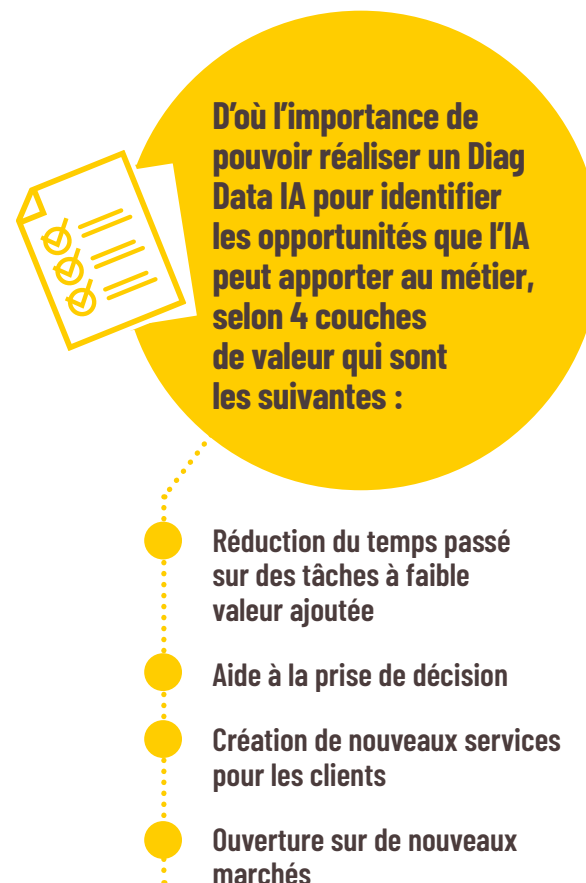 D'où l'importance de
pouvoir réaliser un Diag
Data IA pour identifier
les opportunités que l'IA
peut apporter au métier,
selon 4 couches
de valeur qui sont
les suivantes :
Réduction du temps passé
sur des tâches à faible
valeur ajoutée
Aide à la prise de décision
Création de nouveaux services
pour les clients
Ouverture sur de nouveaux
marchés